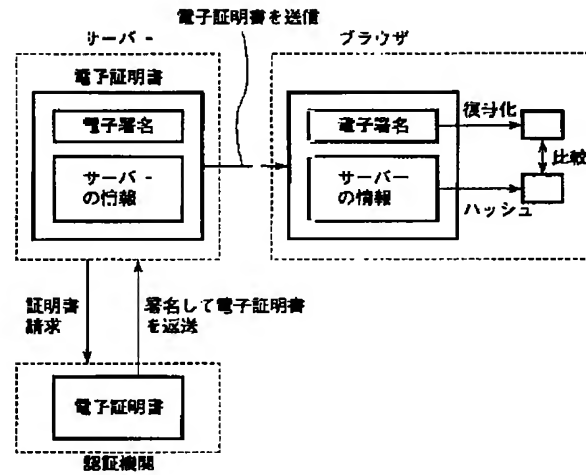 電子証明書を送信
サーバー
ブラウザ
電子証明書
電子署名
サーバー
の情報
電子署名
サーバー
の情報
復号化
比較
ハッシュ
証明書
請求
署名して電子証明書
を返送
電子証明書
認証機関